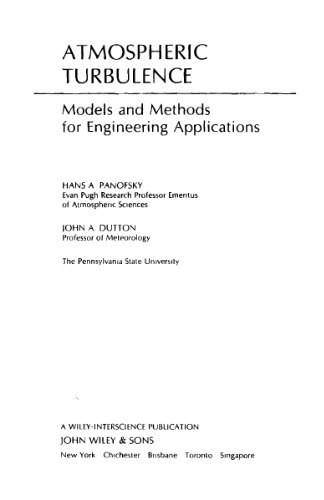 ATMOSPHERIC
TURBULENCE
Models and Methods
for Engineering Applications
HANS A PANOFSKY
Evan Pugh Research Professor Emeritus
of Atmospheric Sciences
JOHN A DUTTON
Professor of Meteorology
The Pennsylvania State University
A WILEY-INTERSCIENCE PUBLICATION
JOHN WILEY & SONS
New York Chichester Brisbane Toronto Singapore